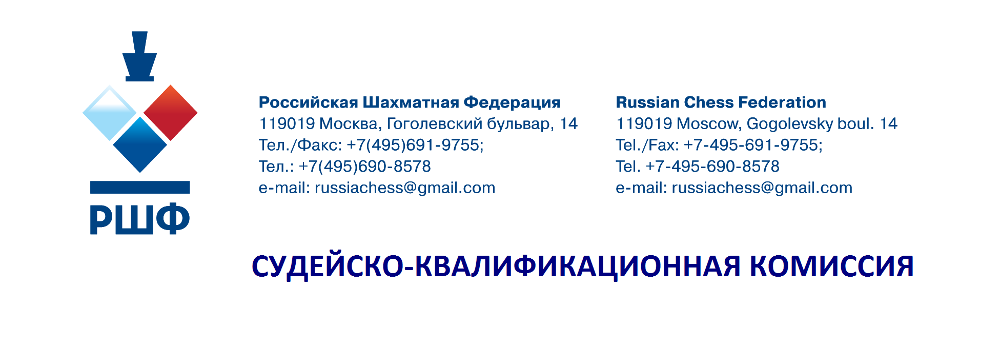 РШФ
Российская Шахматная Федерация
119019 Москва, Гоголевский бульвар, 14
Тел./Факс: +7(495)691-9755;
Тел.: +7(495)690-8578
e-mail: russiachess@gmail.com
Russian Chess Federation
119019 Moscow, Gogolevsky boul. 14
Tel./Fax: +7-495-691-9755;
Tel. +7-495-690-8578
e-mail: russiachess@gmail.com
СУДЕЙСКО-КВАЛИФИКАЦИОННАЯ КОМИССИЯ